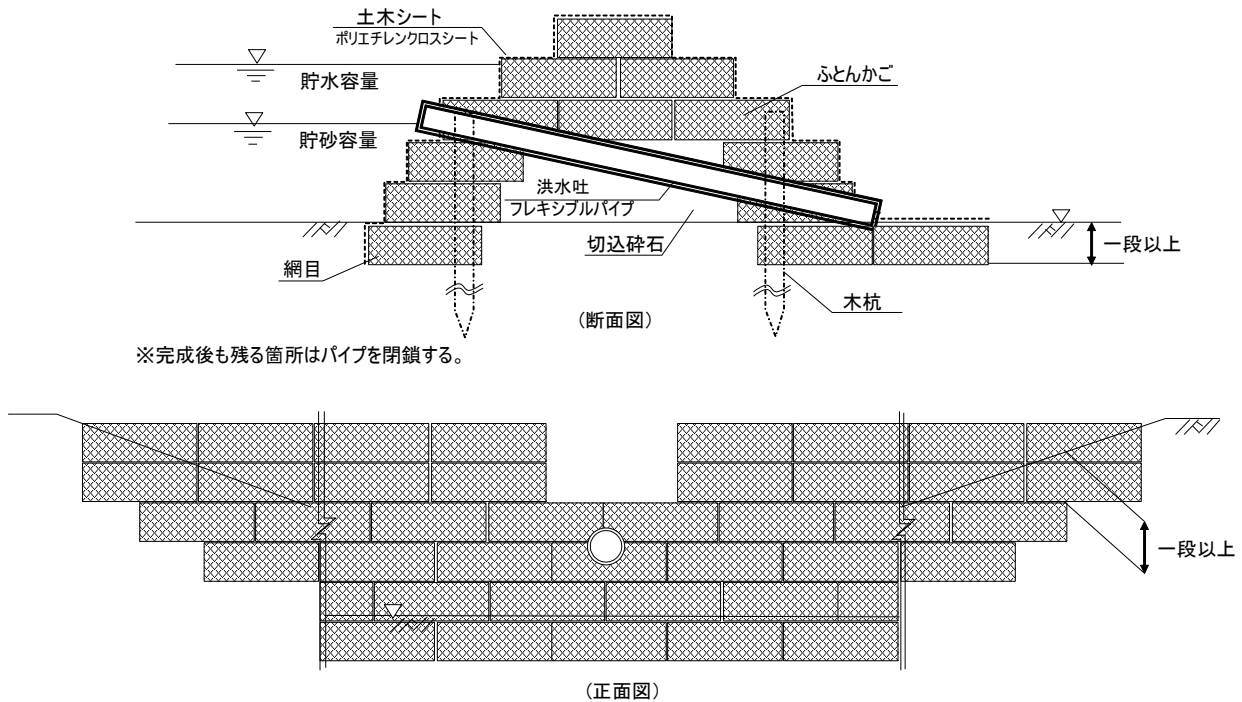 土木シート
ポリエチレンクロスシート
貯水容量
ふとんかご
貯砂容量
洪水吐
フレキシブルパイプ
切込砕石
一段以上
網目
木杭
(断面図)
※完成後も残る箇所はパイプを閉鎖する。
一段以上
(正面図)